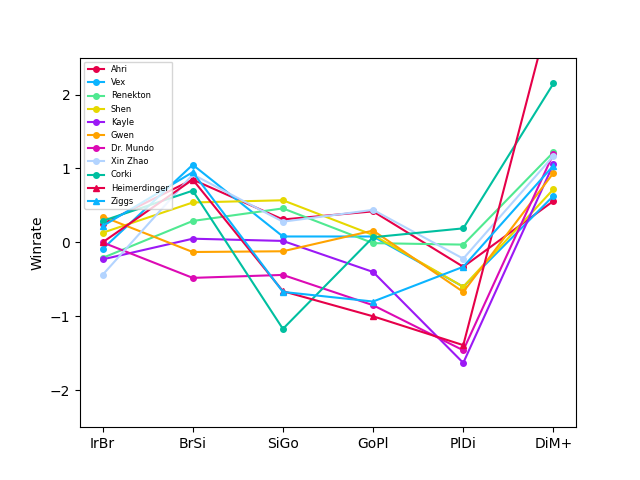 Ahri
Vex
Renekton
Shen
Kayle
Gwen
Dr. Mundo
Xin Zhao
Corki
Heimerdinger
Ziggs
Winrate
2
1
0
−1
−2
IrBr BrSi SiGo GoPl PlDi DiM+